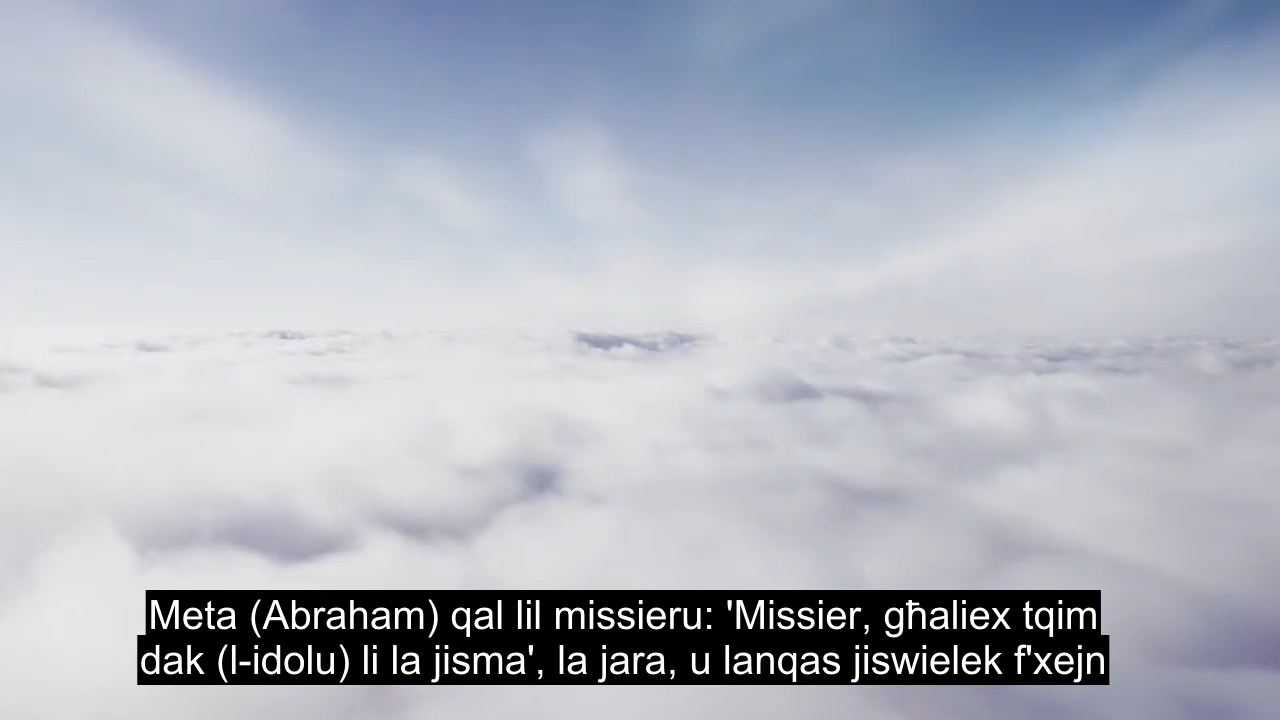 Meta (Abraham) qal lil missieru: 'Missier, għaliex tqim
dak (l-idolu) li la jisma', la jara, u lanqas jiswielek f'xejn